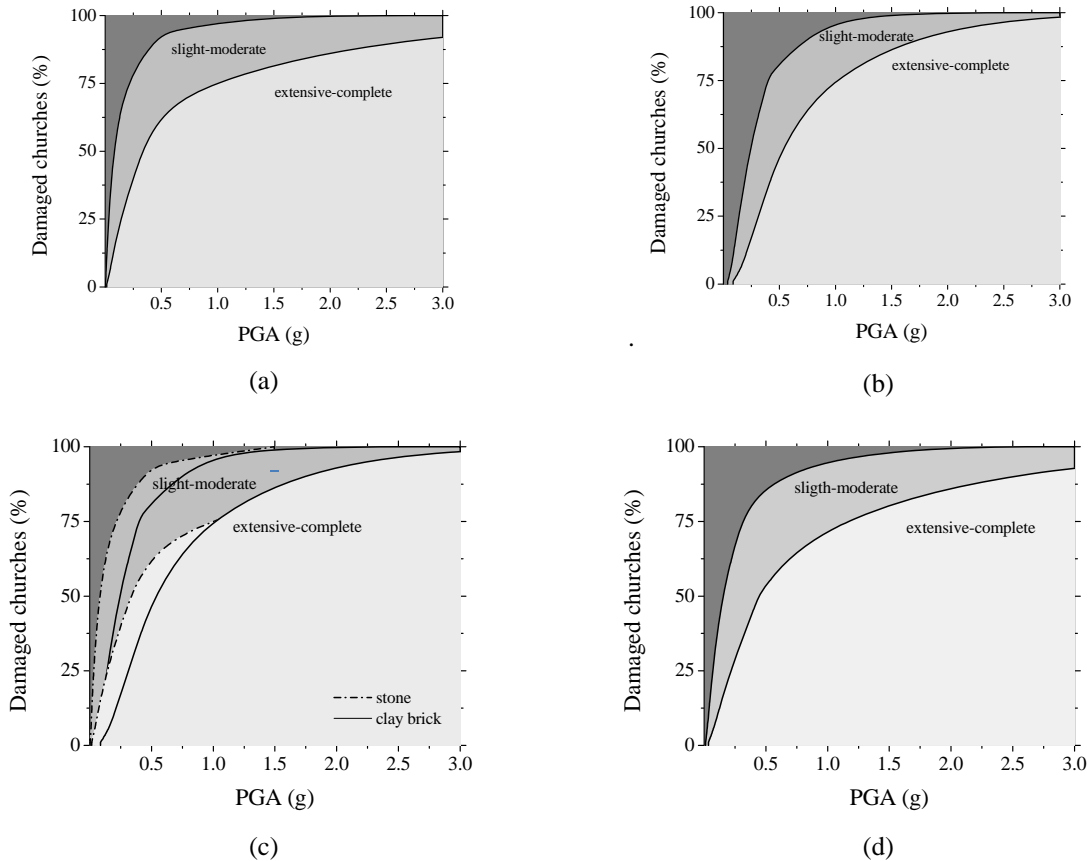 100
75
50
25
0
Damaged churches (%)
slight-moderate
extensive-complete
0.5 1.0 1.5 2.0 2.5 3.0
PGA (g)
(a)
100
75
50
25
0
Damaged churches (%)
slight-moderate
extensive-complete
0.5 1.0 1.5 2.0 2.5 3.0
PGA (g)
.
(b)
100
75
50
25
0
Damaged churches (%)
slight-moderate
extensive-complete
stone
clay brick
0.5 1.0 1.5 2.0 2.5 3.0
PGA (g)
(c)
100
75
50
25
0
Damaged churches (%)
sligth-moderate
extensive-complete
0.5 1.0 1.5 2.0 2.5 3.0
PGA (g)
(d)